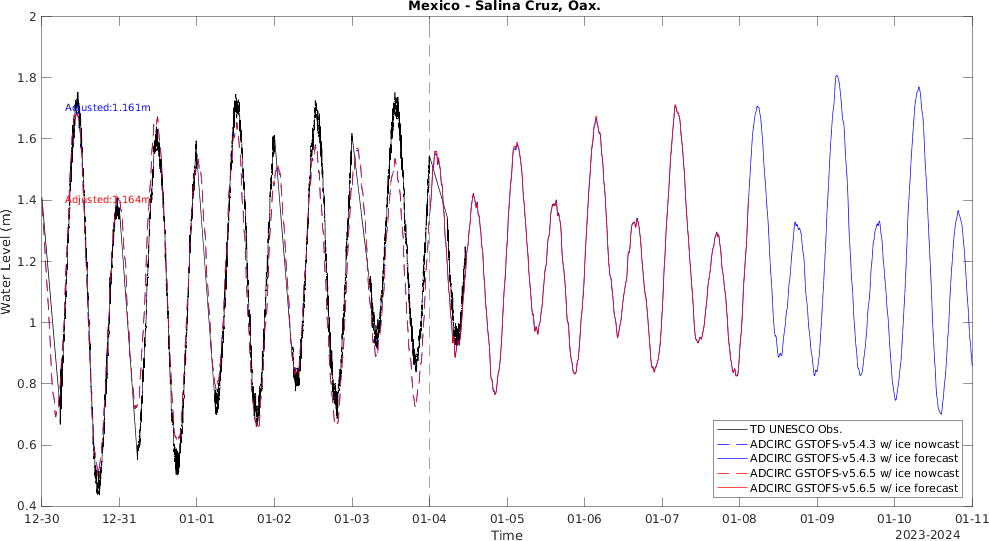 Mexico - Salina Cruz, Oax.
Water Level (m)
2
1.8
1.6
1.4
1.2
1
0.8
0.6
0.4
Adjusted:1.161m
Adjusted:1.164m
TD UNESCO Obs.
ADCIRC GSTOFS-v5.4.3 w/ ice nowcast
ADCIRC GSTOFS-v5.4.3 w/ ice forecast
ADCIRC GSTOFS-v5.6.5 w/ ice nowcast
ADCIRC GSTOFS-v5.6.5 w/ ice forecast
12-30 12-31 01-01 01-02 01-03 01-04 01-05 01-06 01-07 01-08 01-09 01-10 01-11
Time
2023-2024